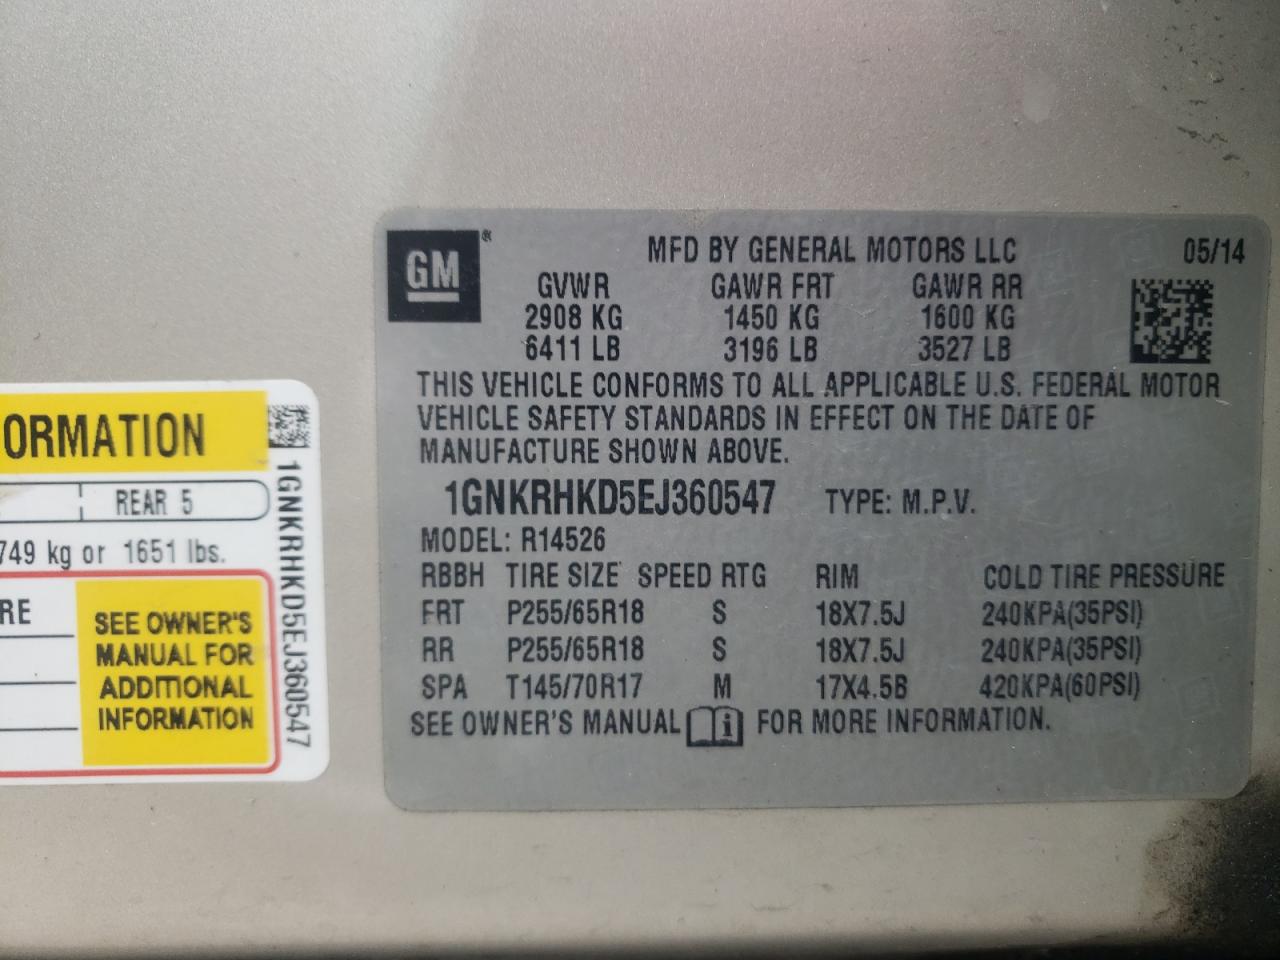 ORMATION
REAR 5
749 kg or 1651 lbs.
RE
SEE OWNER'S
MANUAL FOR
ADDITIONAL
INFORMATION
1GNKRHKD5EJ360547
GM®
MFD BY GENERAL MOTORS LLC 05/14
GVWR GAWR FRT GAWR RR
2908 KG 1450 KG 1600 KG
6411 LB 3196 LB 3527 LB
THIS VEHICLE CONFORMS TO ALL APPLICABLE U.S. FEDERAL MOTOR
VEHICLE SAFETY STANDARDS IN EFFECT ON THE DATE OF
MANUFACTURE SHOWN ABOVE.
1GNKRHKD5EJ360547 TYPE: M.P.V.
MODEL: R14526
RBBH TIRE SIZE SPEED RTG RIM COLD TIRE PRESSURE
FRT P255/65R18 S 18X7.5J 240KPA(35PSI)
RR P255/65R18 S 18X7.5J 240KPA(35PSI)
SPA T145/70R17 M 17X4.5B 420KPA(60PSI)
SEE OWNER'S MANUAL i FOR MORE INFORMATION.